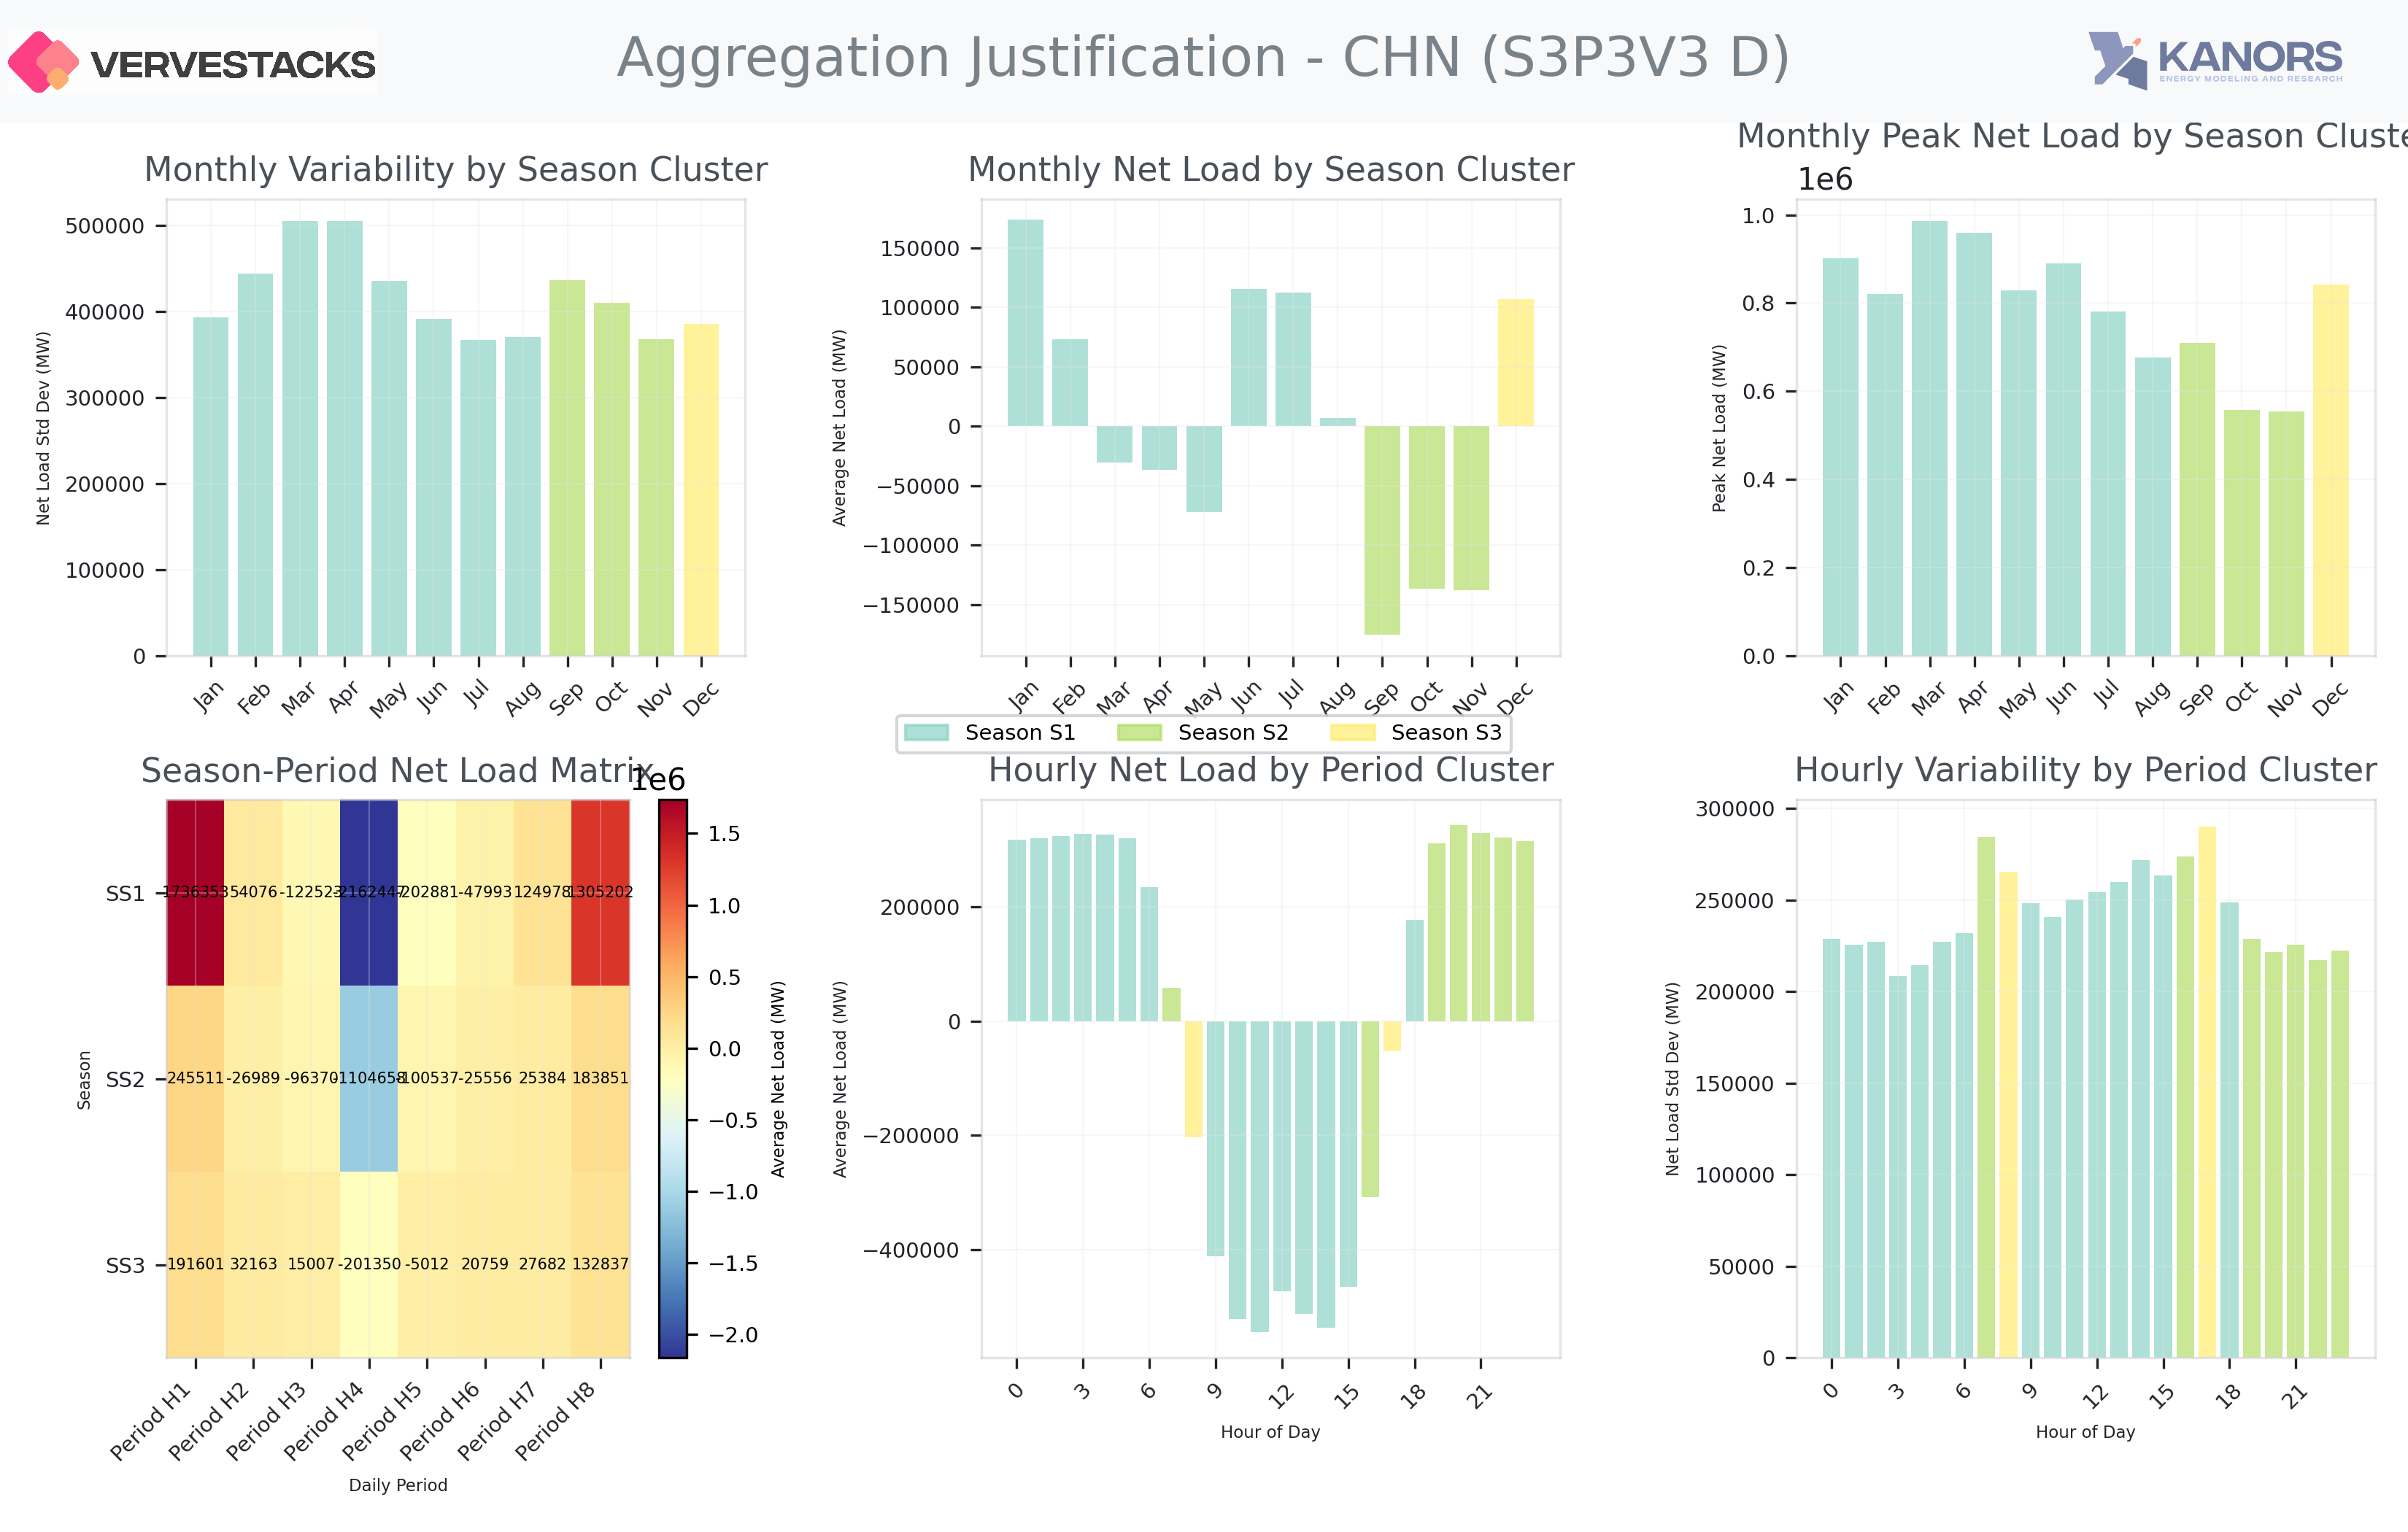 VERVESTACKS
Aggregation Justification - CHN (S3P3V3 D)
KANORS
ENERGY MODELING AND RESEARCH
Monthly Variability by Season Cluster
Net Load Std Dev (MW)
500000
400000
300000
200000
100000
0
Jan Feb Mar Apr May Jun Jul Aug Sep Oct Nov Dec
Monthly Net Load by Season Cluster
Average Net Load (MW)
150000
100000
50000
0
−50000
−100000
−150000
Jan Feb Mar Apr May Jun Jul Aug Sep Oct Nov Dec
Monthly Peak Net Load by Season Cluste
1e6
Peak Net Load (MW)
1.0
0.8
0.6
0.4
0.2
0.0
Jan Feb Mar Apr May Jun Jul Aug Sep Oct Nov Dec
Season S1 Season S2 Season S3
Season-Period Net Load Matrix
1e6
Season
SS1 1736353 54076 -122523 -2162447 -202881 -47993 124978 1305202
SS2 245511 -26989 -96370 -1104658 -100537 -25556 25384 183851
SS3 191601 32163 15007 -201350 -5012 20759 27682 132837
Period H1 Period H2 Period H3 Period H4 Period H5 Period H6 Period H7 Period H8
Daily Period
1.5
1.0
0.5
0.0
−0.5
−1.0
−1.5
−2.0
Average Net Load (MW)
Hourly Net Load by Period Cluster
Average Net Load (MW)
200000
0
−200000
−400000
0 3 6 9 12 15 18 21
Hour of Day
Hourly Variability by Period Cluster
Net Load Std Dev (MW)
300000
250000
200000
150000
100000
50000
0
0 3 6 9 12 15 18 21
Hour of Day